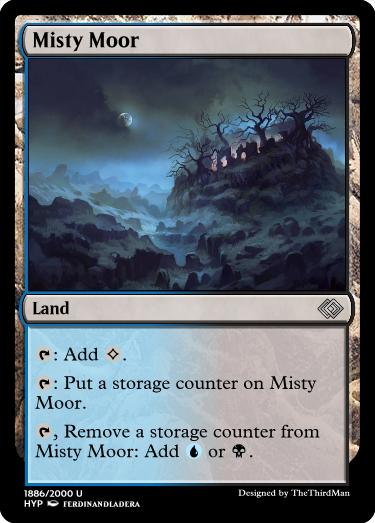 Misty Moor
Land
: Add .
: Put a storage counter on Misty
Moor.
, Remove a storage counter from
Misty Moor: Add or .
1886/2000 U
HYP FERDINANDLADERA
Designed by TheThirdMan